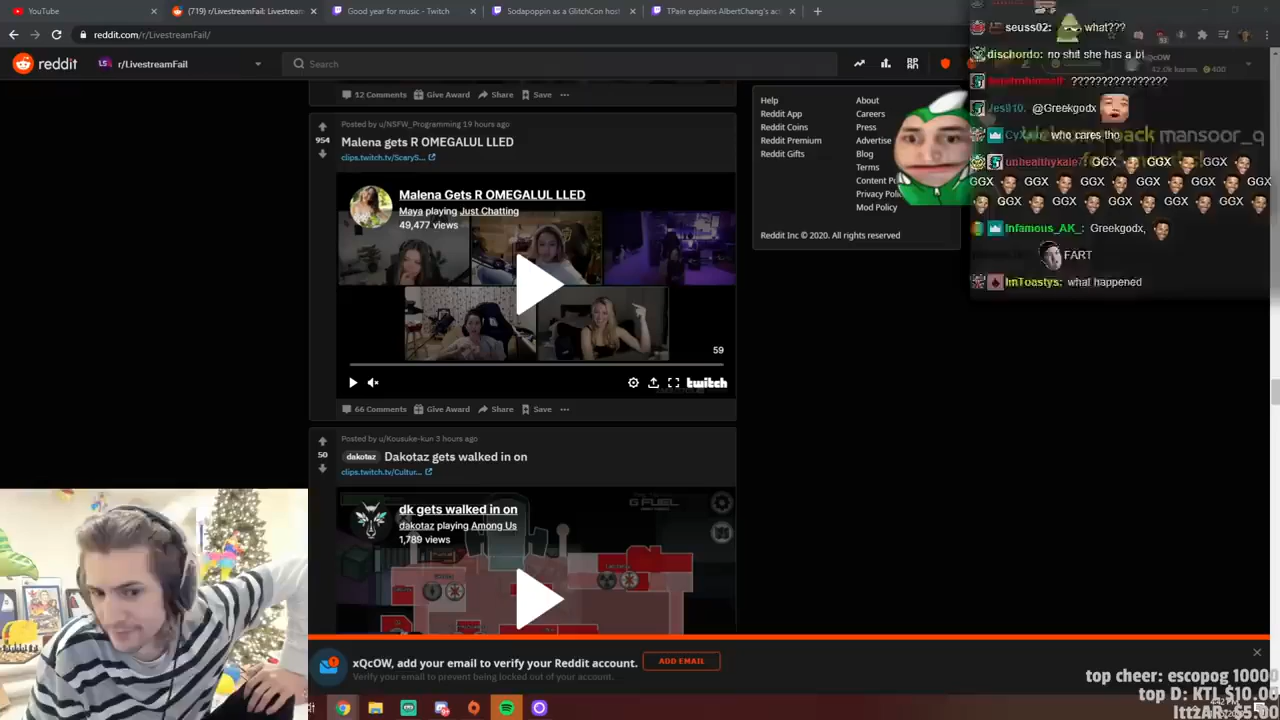 YouTube
(719) r/LivestreamFail: Livestream
Good year for music - Twitch
Sodapoppin as a GlitchCon host
TPain explains AlbertChang's ac
reddit.com/r/LivestreamFail/
reddit
r/LivestreamFail
Search
12 Comments Give Award Share Save
Posted by u/NSFW_Programming 19 hours ago
954
Malena gets R OMEGALUL LLED
clips.twitch.tv/ScaryS...
Malena Gets R OMEGALUL LLED
Maya playing Just Chatting
49,477 views
59
twitch
66 Comments Give Award Share Save
Posted by u/Kousuke-kun 3 hours ago
50
dakotaz Dakotaz gets walked in on
clips.twitch.tv/Cultur...
dk gets walked in on
dakotaz playing Among Us
1,789 views
G FUEL
xQcOW, add your email to verify your Reddit account.
ADD EMAIL
Verify your email to prevent being locked out of your account.
Help
Reddit App
Reddit Coins
Reddit Premium
Reddit Gifts
About
Careers
Press
Advertise
Blog
Terms
Content
Privacy
Mod Policy
Reddit Inc © 2020. All rights reserved
seuss02: what???
dischordo: no shit she has a bf
?????????????????
@Greekgodx
who cares tho
mansoor_q
unhealthykale7: GGX GGX GGX
GGX GGX GGX GGX GGX GGX
GGX GGX GGX GGX GGX GGX
Infamous_AK_: Greekgodx,
FART
ImToastys: what happened
top cheer: escopog 10000
top D: KTL $10.00
IttzAR: $5.00